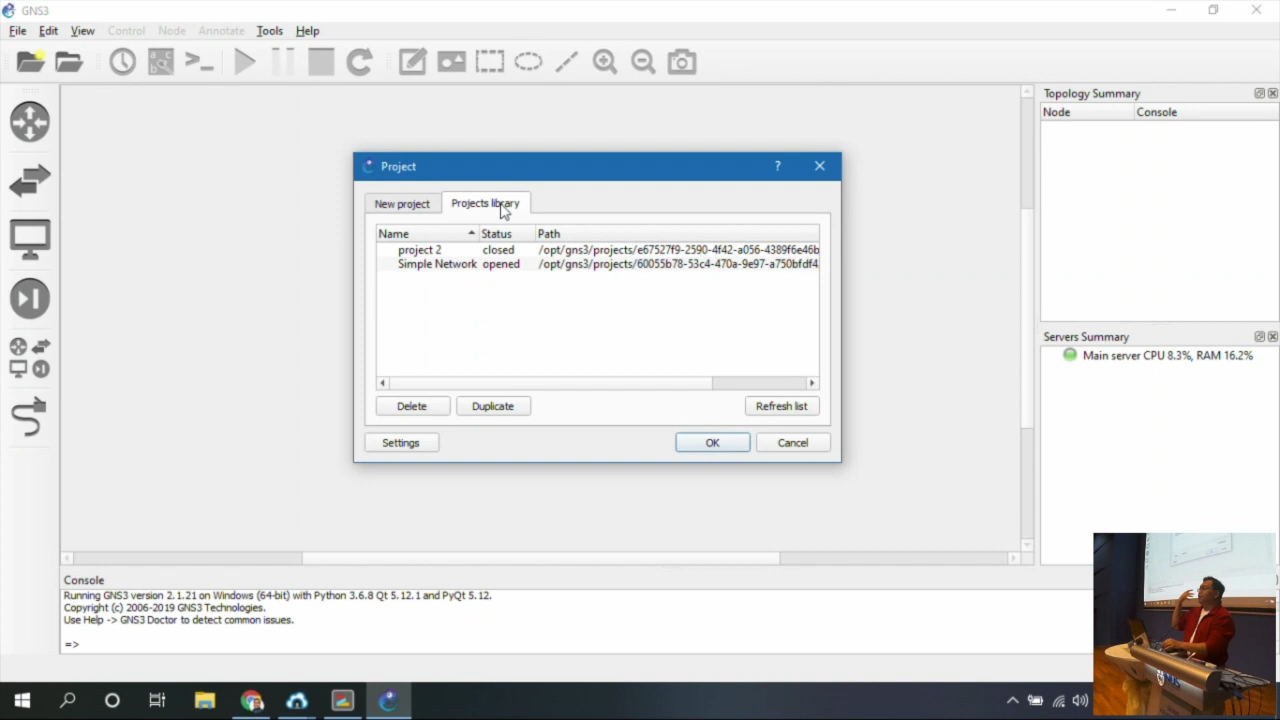 GNS3
File Edit View Control Node Annotate Tools Help
Topology Summary
Node Console
Project
New project Projects library
Name Status Path
project 2 closed /opt/gns3/projects/e67527f9-2590-4f42-a056-4389f6e46b
Simple Network opened /opt/gns3/projects/60055b78-53c4-470a-9e97-a750bfdf4
Delete Duplicate Refresh list
Settings OK Cancel
Servers Summary
Main server CPU 8.3%, RAM 16.2%
Console
Running GNS3 version 2.1.21 on Windows (64-bit) with Python 3.6.8 Qt 5.12.1 and PyQt 5.12.
Copyright (c) 2006-2019 GNS3 Technologies.
Use Help -> GNS3 Doctor to detect common issues.
=>